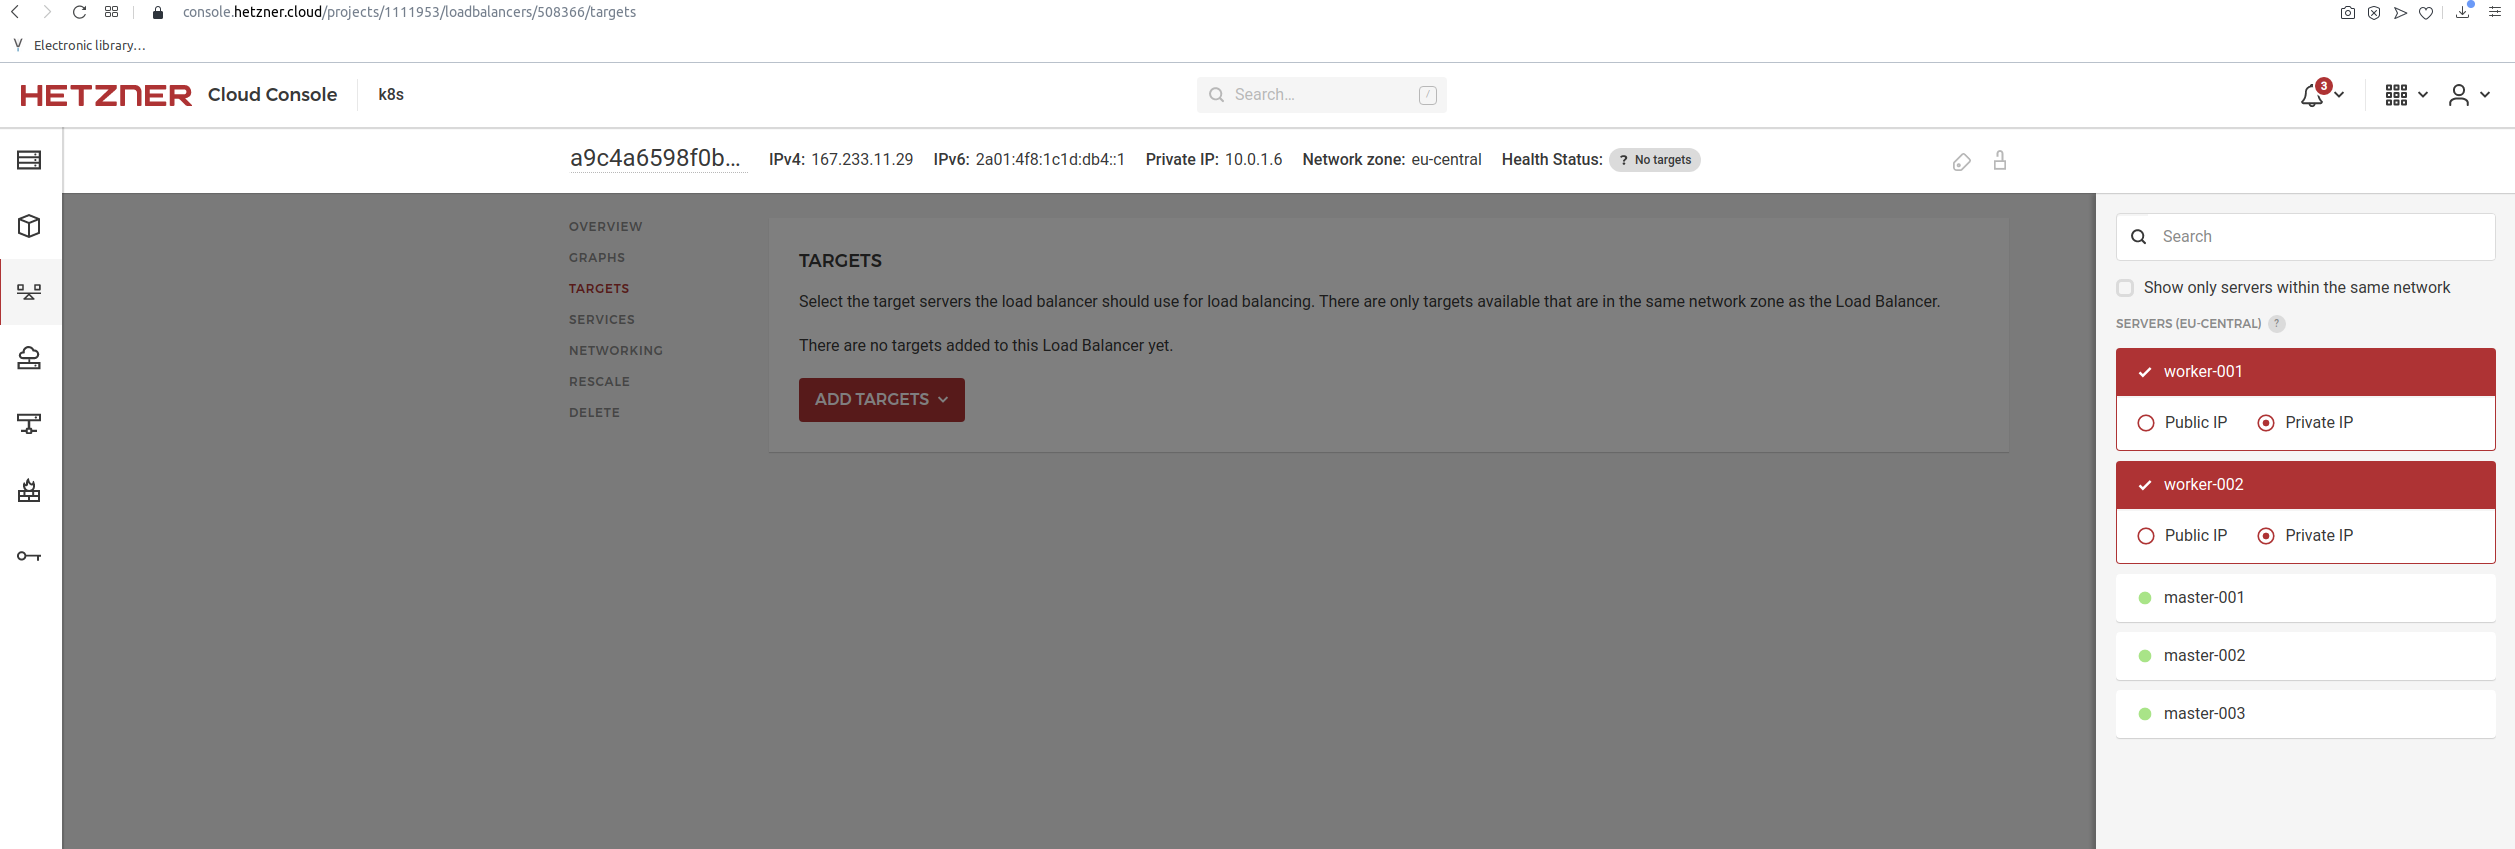 console.hetzner.cloud/projects/1111953/loadbalancers/508366/targets
Electronic library...
HETZNER Cloud Console k8s Search... / 3
a9c4a6598f0b... IPv4: 167.233.11.29 IPv6: 2a01:4f8:1c1d:db4::1 Private IP: 10.0.1.6 Network zone: eu-central Health Status: ? No targets
OVERVIEW
GRAPHS
TARGETS
SERVICES
NETWORKING
RESCALE
DELETE
TARGETS
Select the target servers the load balancer should use for load balancing. There are only targets available that are in the same network zone as the Load Balancer.
There are no targets added to this Load Balancer yet.
ADD TARGETS
Search
Show only servers within the same network
SERVERS (EU-CENTRAL) ?
worker-001
Public IP Private IP
worker-002
Public IP Private IP
master-001
master-002
master-003